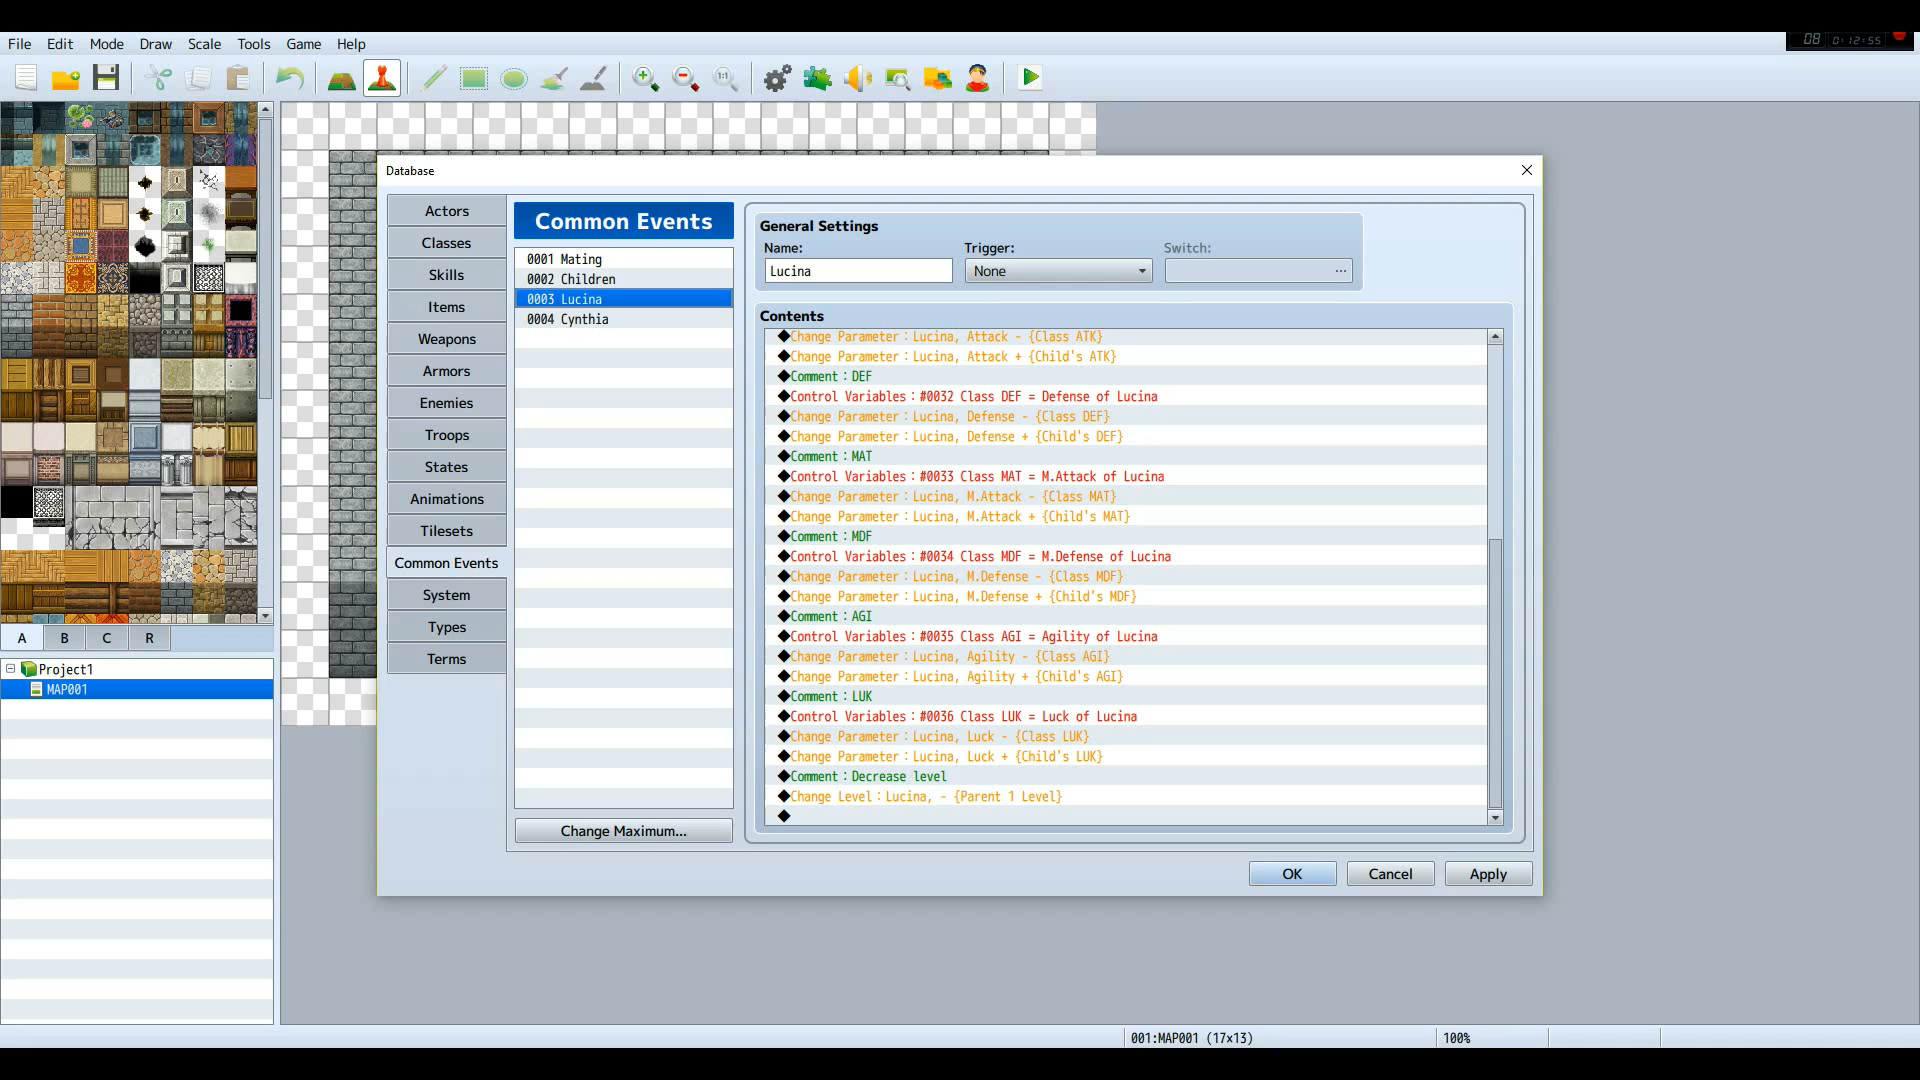 File Edit Mode Draw Scale Tools Game Help
08 0:12:55
1:1
Database
Actors
Classes
Skills
Items
Weapons
Armors
Enemies
Troops
States
Animations
Tilesets
Common Events
System
Types
Terms
Common Events
0001 Mating
0002 Children
0003 Lucina
0004 Cynthia
Change Maximum...
General Settings
Name: Trigger: Switch:
Lucina None ...
Contents
◆Change Parameter：Lucina, Attack - {Class ATK}
◆Change Parameter：Lucina, Attack + {Child's ATK}
◆Comment：DEF
◆Control Variables：#0032 Class DEF = Defense of Lucina
◆Change Parameter：Lucina, Defense - {Class DEF}
◆Change Parameter：Lucina, Defense + {Child's DEF}
◆Comment：MAT
◆Control Variables：#0033 Class MAT = M.Attack of Lucina
◆Change Parameter：Lucina, M.Attack - {Class MAT}
◆Change Parameter：Lucina, M.Attack + {Child's MAT}
◆Comment：MDF
◆Control Variables：#0034 Class MDF = M.Defense of Lucina
◆Change Parameter：Lucina, M.Defense - {Class MDF}
◆Change Parameter：Lucina, M.Defense + {Child's MDF}
◆Comment：AGI
◆Control Variables：#0035 Class AGI = Agility of Lucina
◆Change Parameter：Lucina, Agility - {Class AGI}
◆Change Parameter：Lucina, Agility + {Child's AGI}
◆Comment：LUK
◆Control Variables：#0036 Class LUK = Luck of Lucina
◆Change Parameter：Lucina, Luck - {Class LUK}
◆Change Parameter：Lucina, Luck + {Child's LUK}
◆Comment：Decrease level
◆Change Level：Lucina, - {Parent 1 Level}
◆
OK Cancel Apply
A B C R
Project1
MAP001
001:MAP001 (17x13) 100%